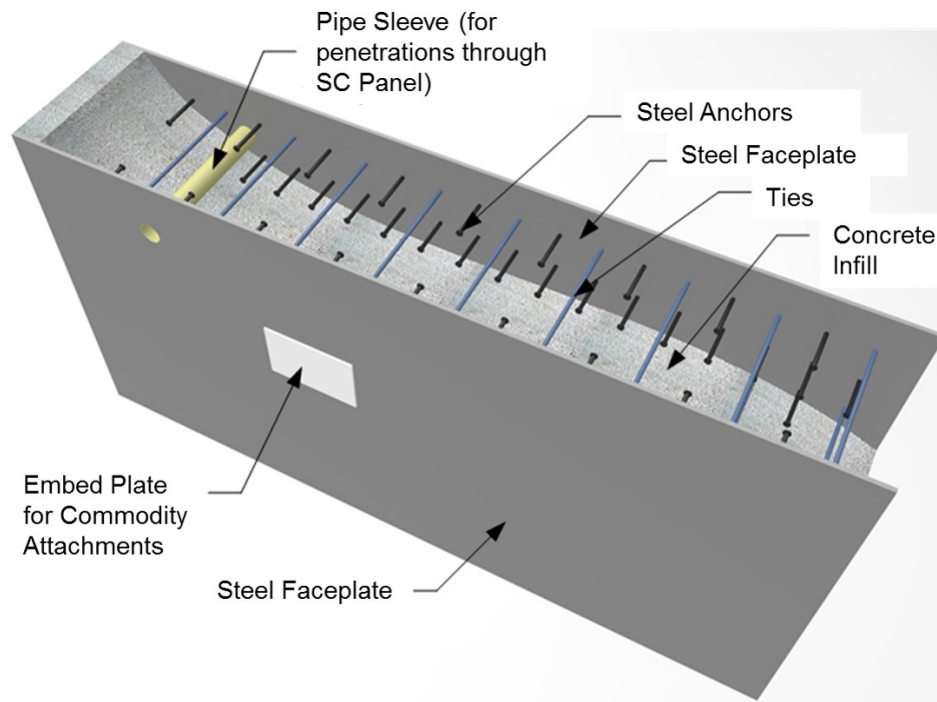 Pipe Sleeve (for
penetrations through
SC Panel)
Steel Anchors
Steel Faceplate
Ties
Concrete
Infill
Embed Plate
for Commodity
Attachments
Steel Faceplate